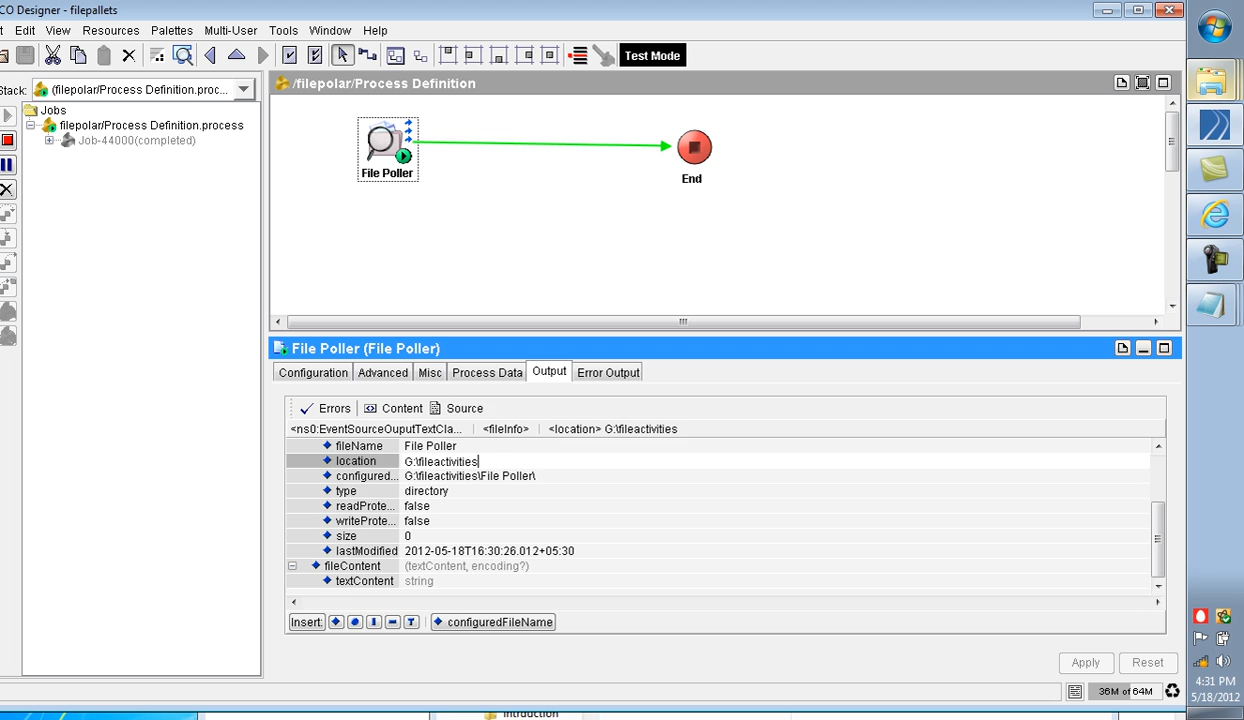 CO Designer - filepallets
t Edit View Resources Palettes Multi-User Tools Window Help
Test Mode
Stack: (filepolar/Process Definition.proc...
Jobs
filepolar/Process Definition.process
Job-44000(completed)
/filepolar/Process Definition
File Poller
End
File Poller (File Poller)
Configuration Advanced Misc Process Data Output Error Output
Errors Content Source
<ns0:EventSourceOuputTextCla... <fileInfo> <location> G:\fileactivities
fileName File Poller
location G:\fileactivities
configured... G:\fileactivities\File Poller\
type directory
readProte... false
writeProte... false
size 0
lastModified 2012-05-18T16:30:26.012+05:30
fileContent (textContent, encoding?)
textContent string
Insert: T configuredFileName
Apply Reset
36M of 64M
4:31 PM
5/18/2012
Introduction